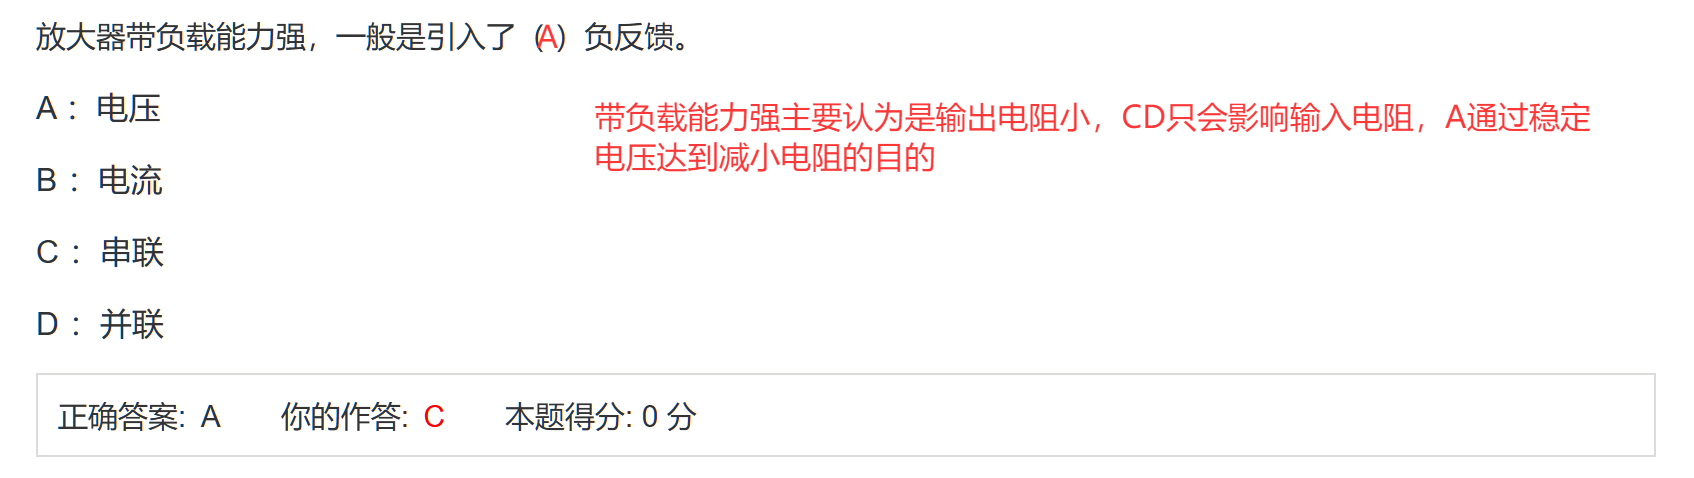 放大器带负载能力强，一般是引入了（A）负反馈。
A： 电压
带负载能力强主要认为是输出电阻小，CD只会影响输入电阻，A通过稳定
电压达到减小电阻的目的
B： 电流
C： 串联
D： 并联
正确答案: A 你的作答: C 本题得分: 0 分